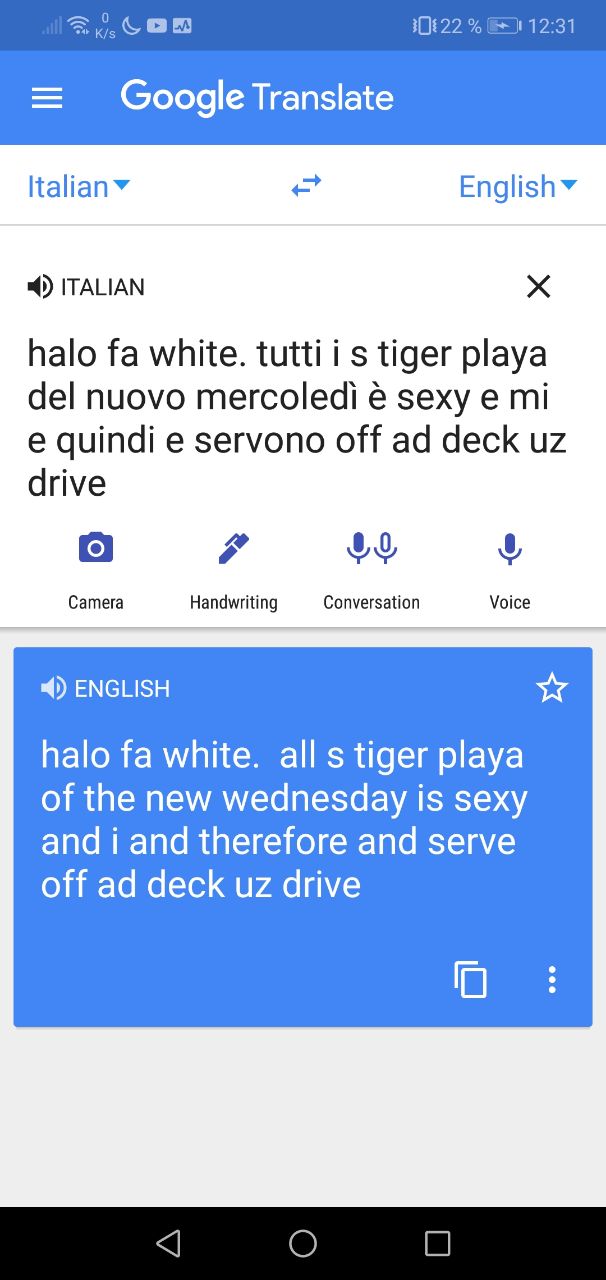 0 K/s 22 % 12:31
Google Translate
Italian English
ITALIAN
halo fa white. tutti i s tiger playa
del nuovo mercoledì è sexy e mi
e quindi e servono off ad deck uz
drive
Camera Handwriting Conversation Voice
ENGLISH
halo fa white.  all s tiger playa
of the new wednesday is sexy
and i and therefore and serve
off ad deck uz drive